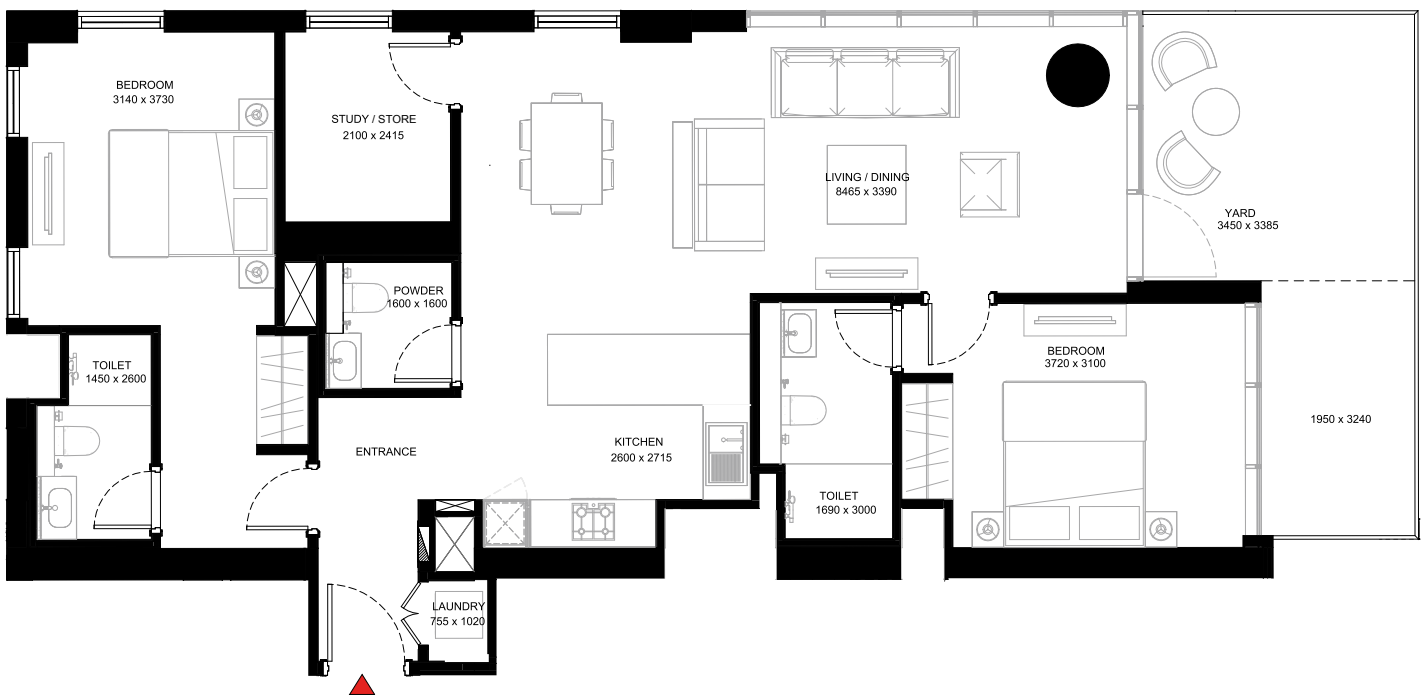 BEDROOM
3140 x 3730
STUDY / STORE
2100 x 2415
LIVING / DINING
8465 x 3390
YARD
3450 x 3385
POWDER
1600 x 1600
TOILET
1450 x 2600
BEDROOM
3720 x 3100
1950 x 3240
ENTRANCE
KITCHEN
2600 x 2715
TOILET
1690 x 3000
LAUNDRY
755 x 1020